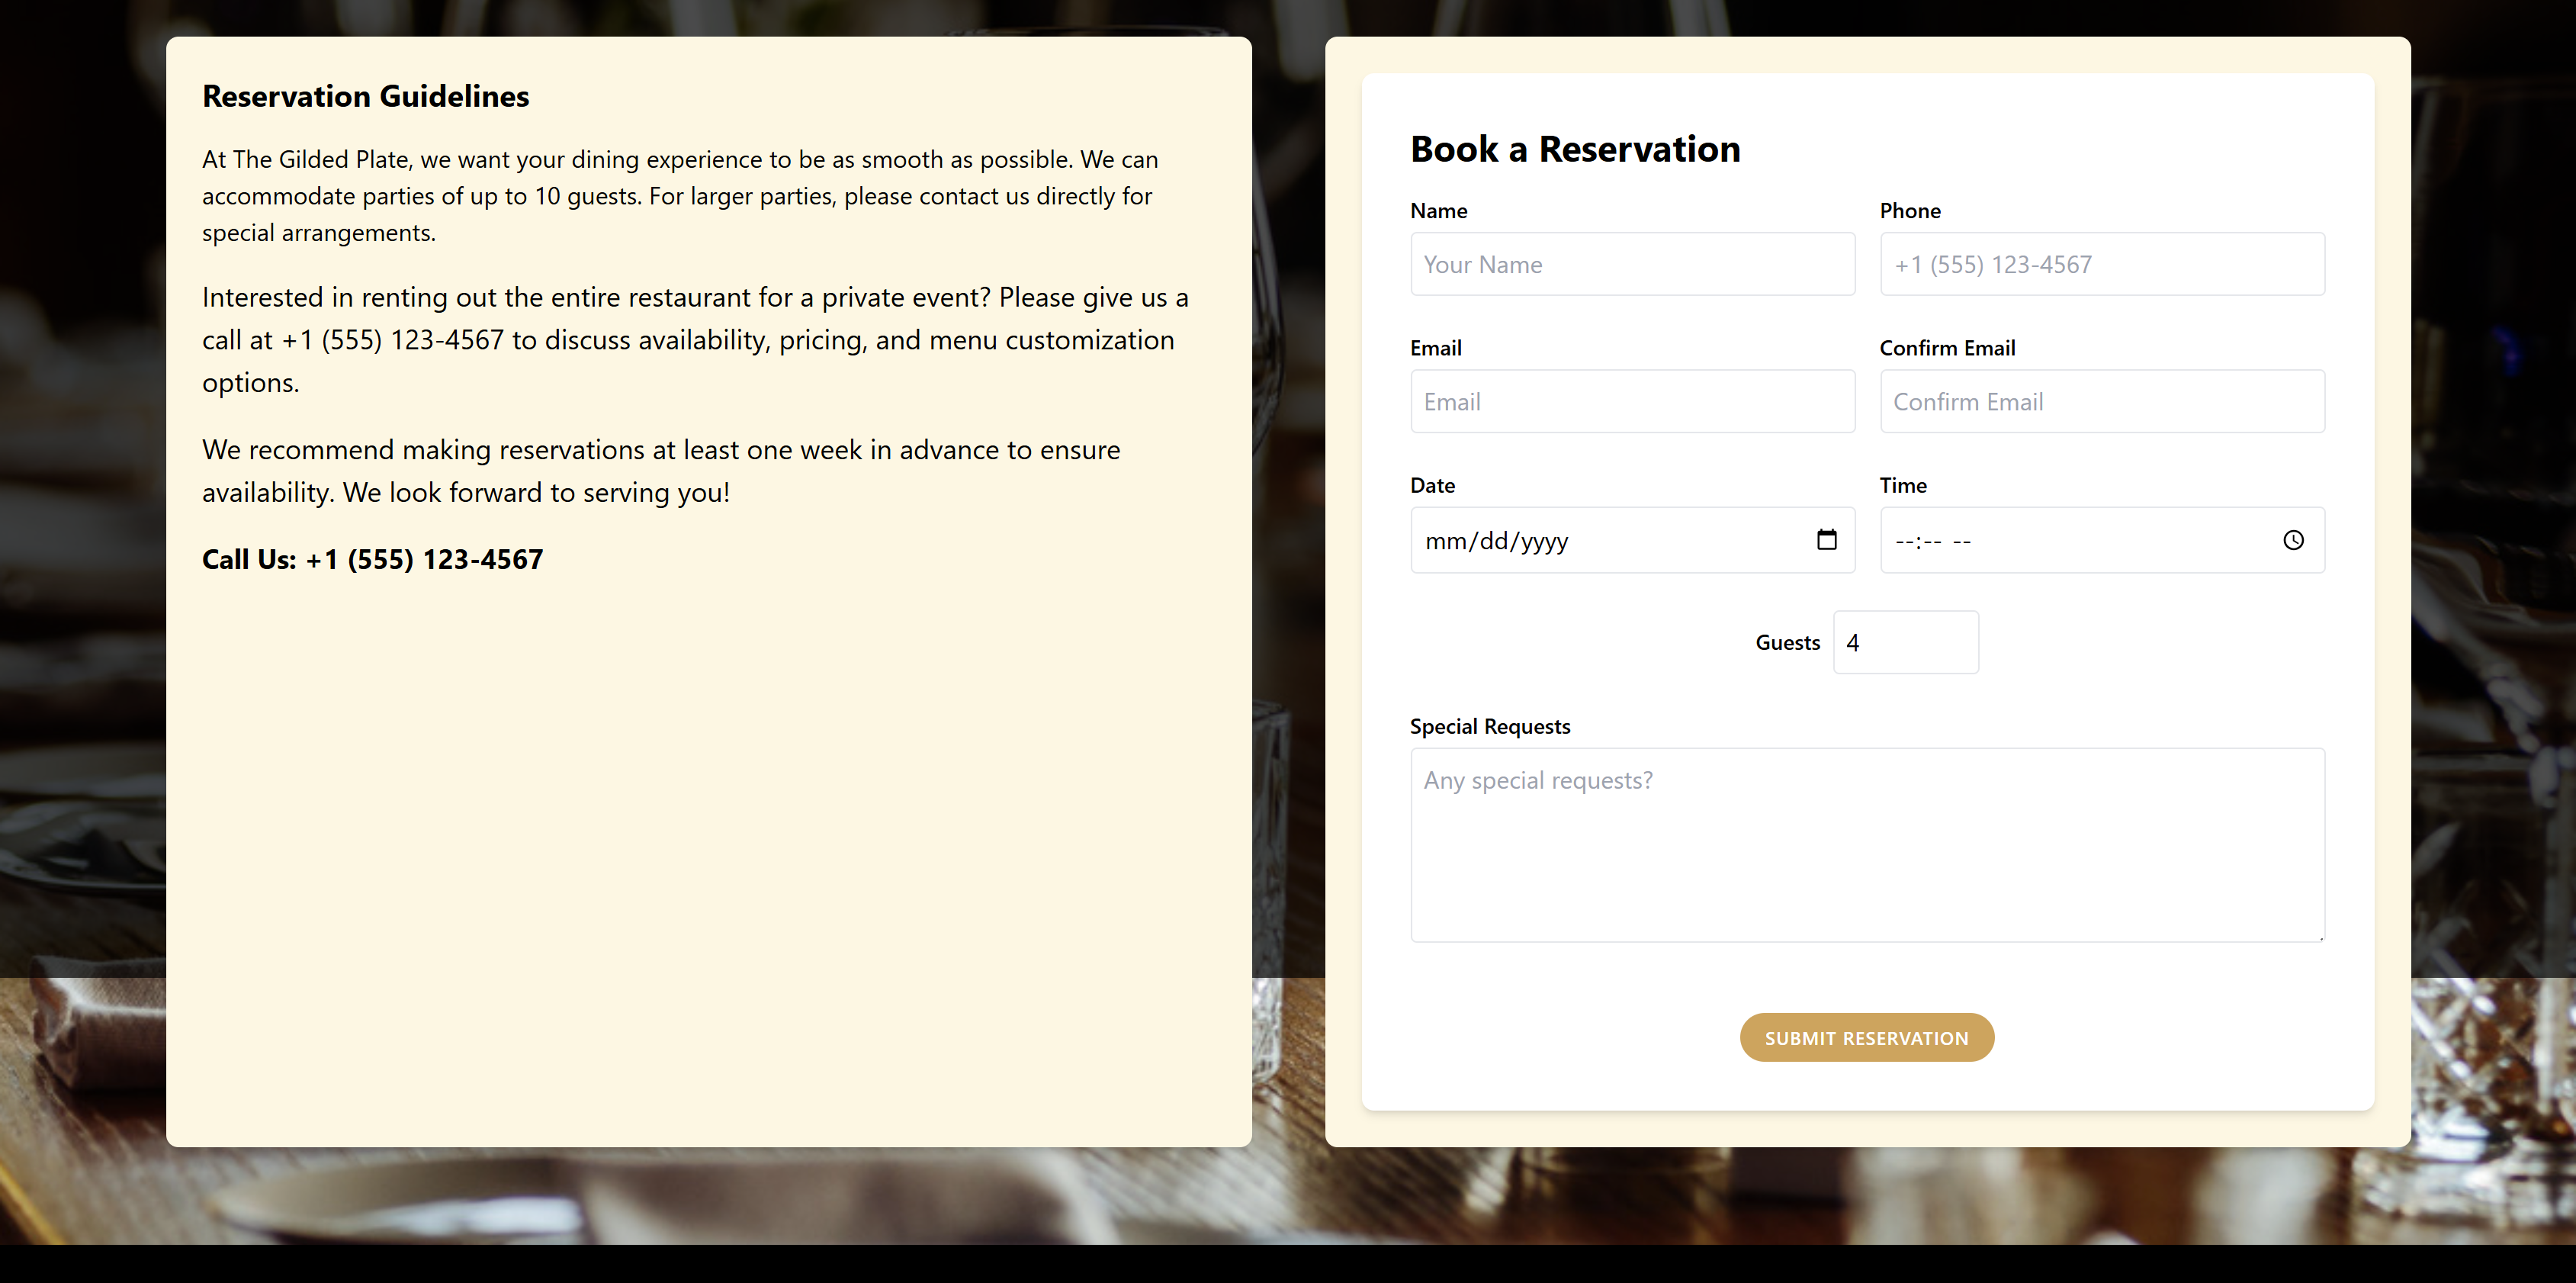 Reservation Guidelines
At The Gilded Plate, we want your dining experience to be as smooth as possible. We can
accommodate parties of up to 10 guests. For larger parties, please contact us directly for
special arrangements.
Interested in renting out the entire restaurant for a private event? Please give us a
call at +1 (555) 123-4567 to discuss availability, pricing, and menu customization
options.
We recommend making reservations at least one week in advance to ensure
availability. We look forward to serving you!
Call Us: +1 (555) 123-4567
Book a Reservation
Name
Your Name
Phone
+1 (555) 123-4567
Email
Email
Confirm Email
Confirm Email
Date
mm/dd/yyyy
Time
--:-- --
Guests 4
Special Requests
Any special requests?
SUBMIT RESERVATION